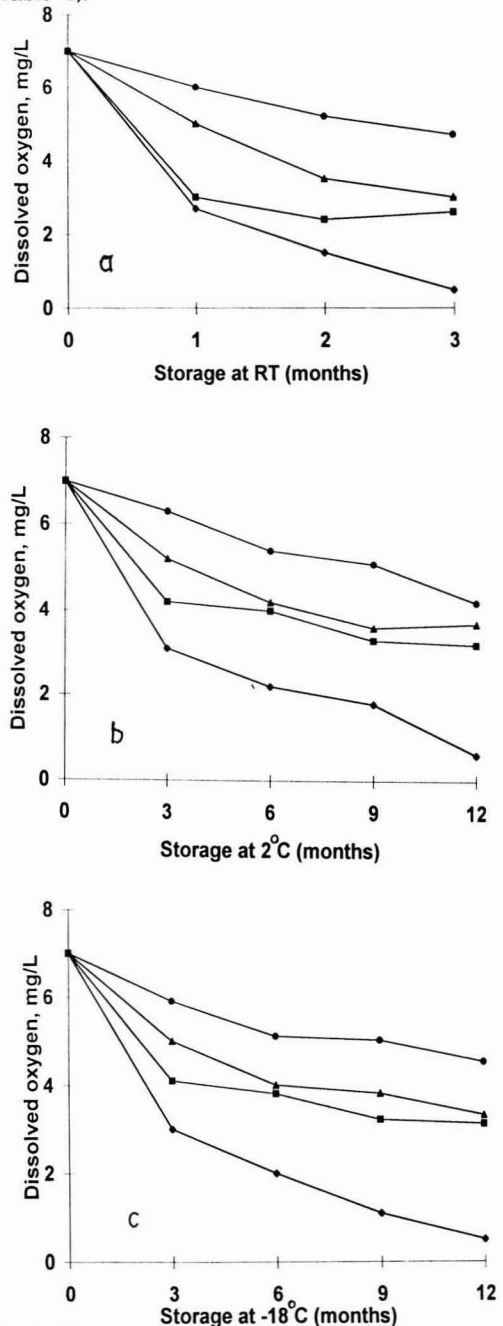 8
6
4
2
0
Dissolved oxygen, mg/L
a
0 1 2 3
Storage at RT (months)
8
6
4
2
0
Dissolved oxygen, mg/L
b
0 3 6 9 12
Storage at 2°C (months)
8
6
4
2
0
Dissolved oxygen, mg/L
c
0 3 6 9 12
Storage at -18°C (months)